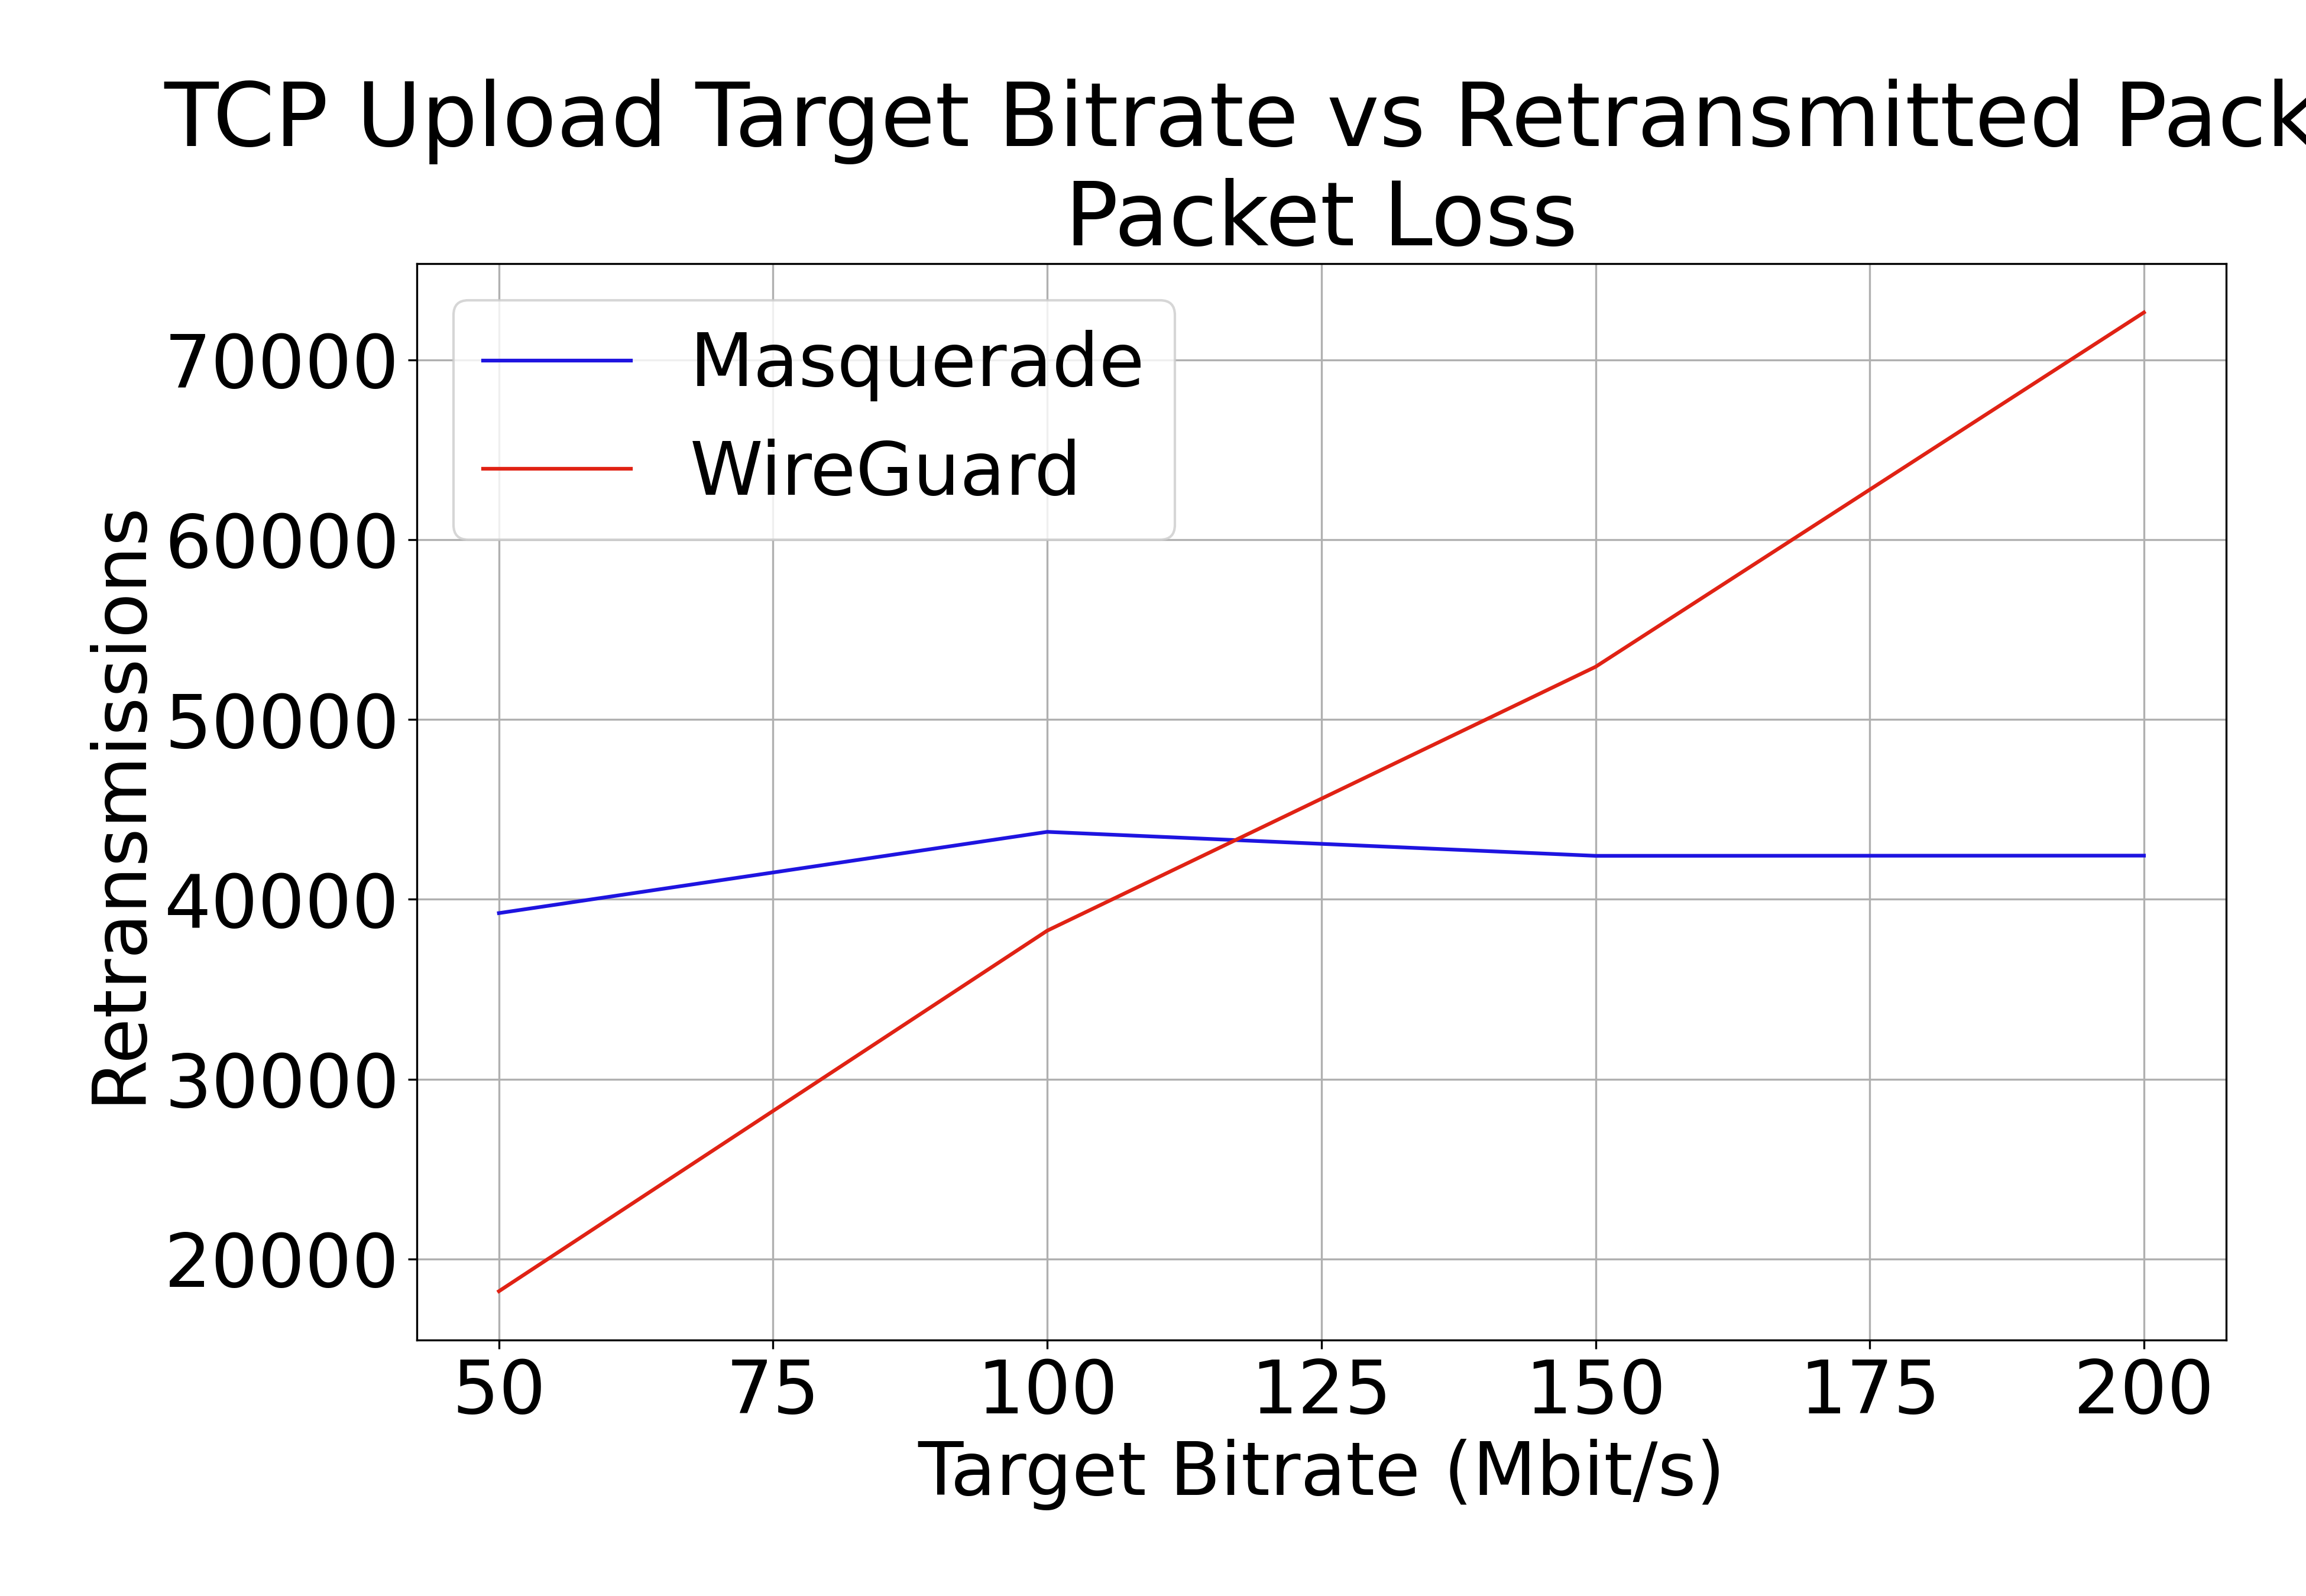 TCP Upload Target Bitrate vs Retransmitted Pack
Packet Loss
Masquerade
WireGuard
Retransmissions
70000
60000
50000
40000
30000
20000
50 75 100 125 150 175 200
Target Bitrate (Mbit/s)